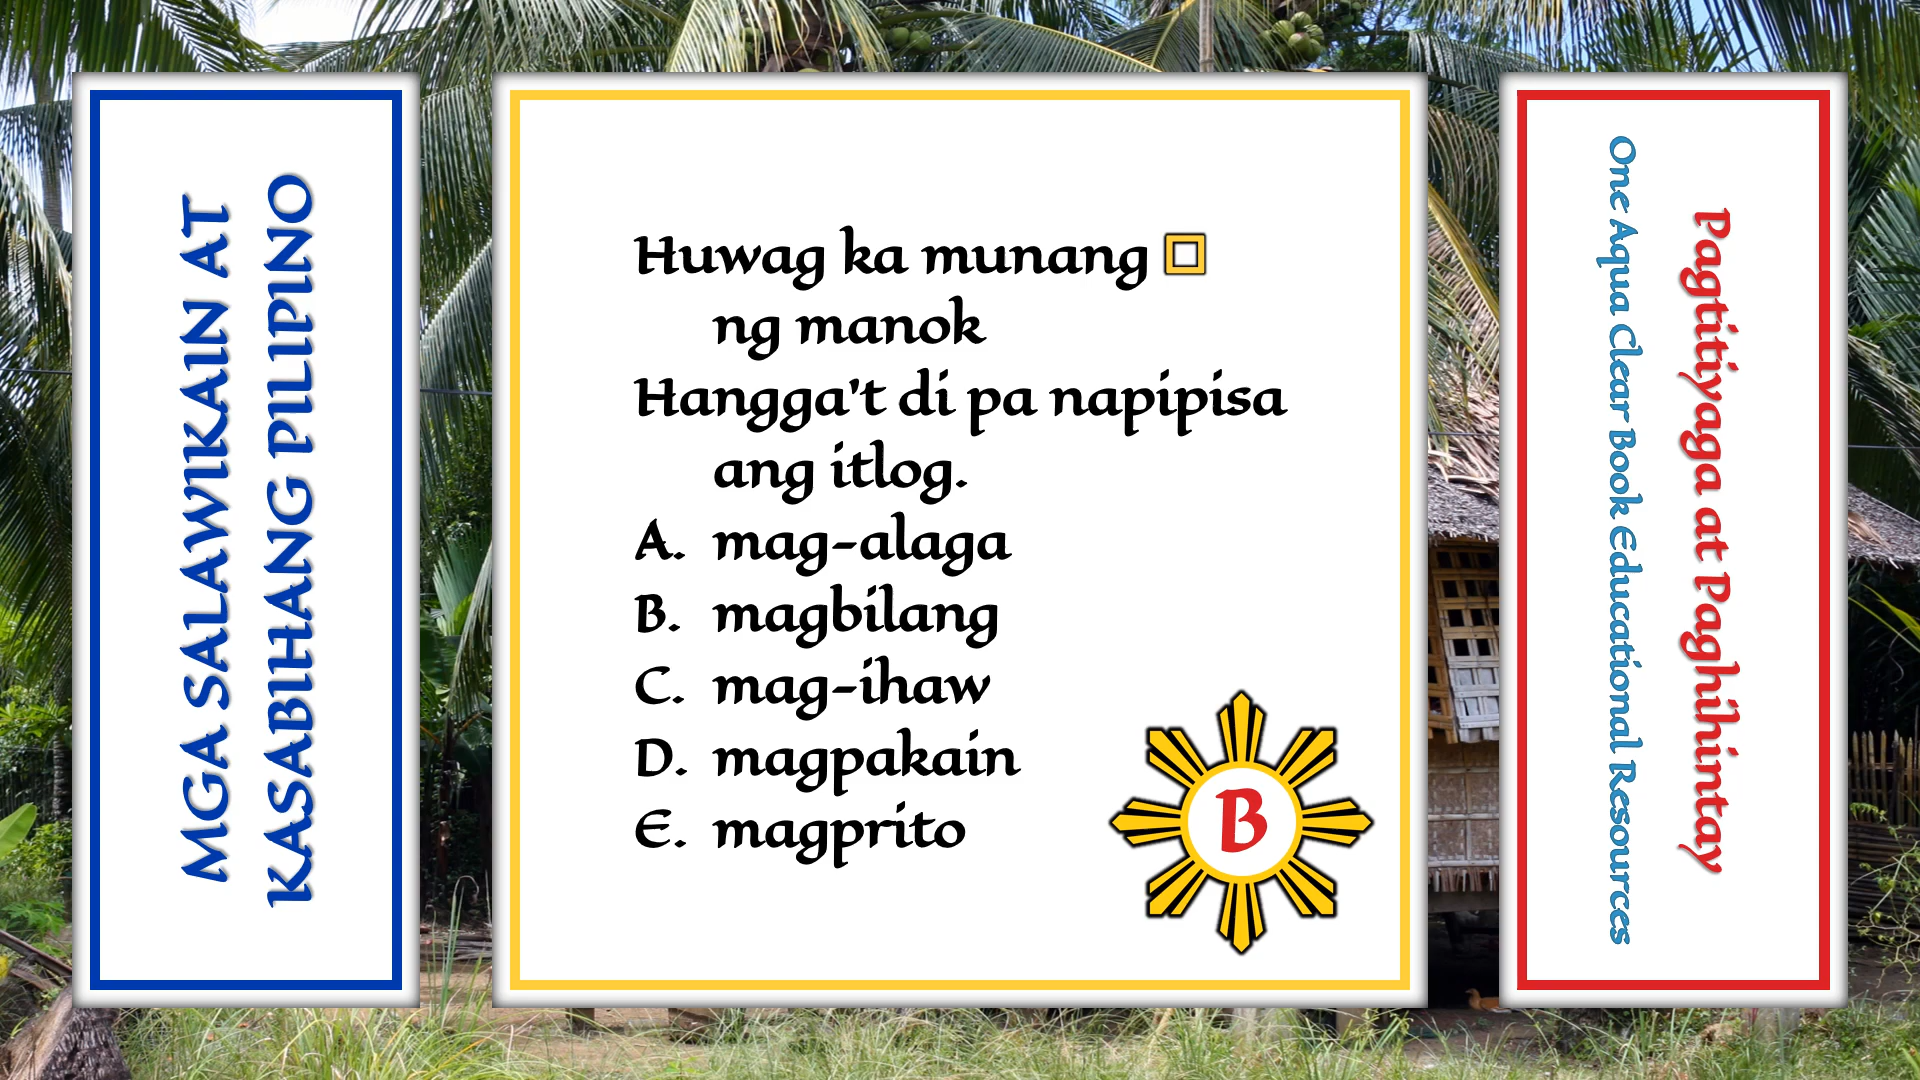 MGA SALAWIKAIN AT
KASABIHANG PILIPINO
Huwag ka munang □
ng manok
Hangga't di pa napipisa
ang itlog.
A. mag-alaga
B. magbilang
C. mag-ihaw
D. magpakain
E. magprito
B
Pagtitiyaga at Paghihintay
One Aqua Clear Book Educational Resources